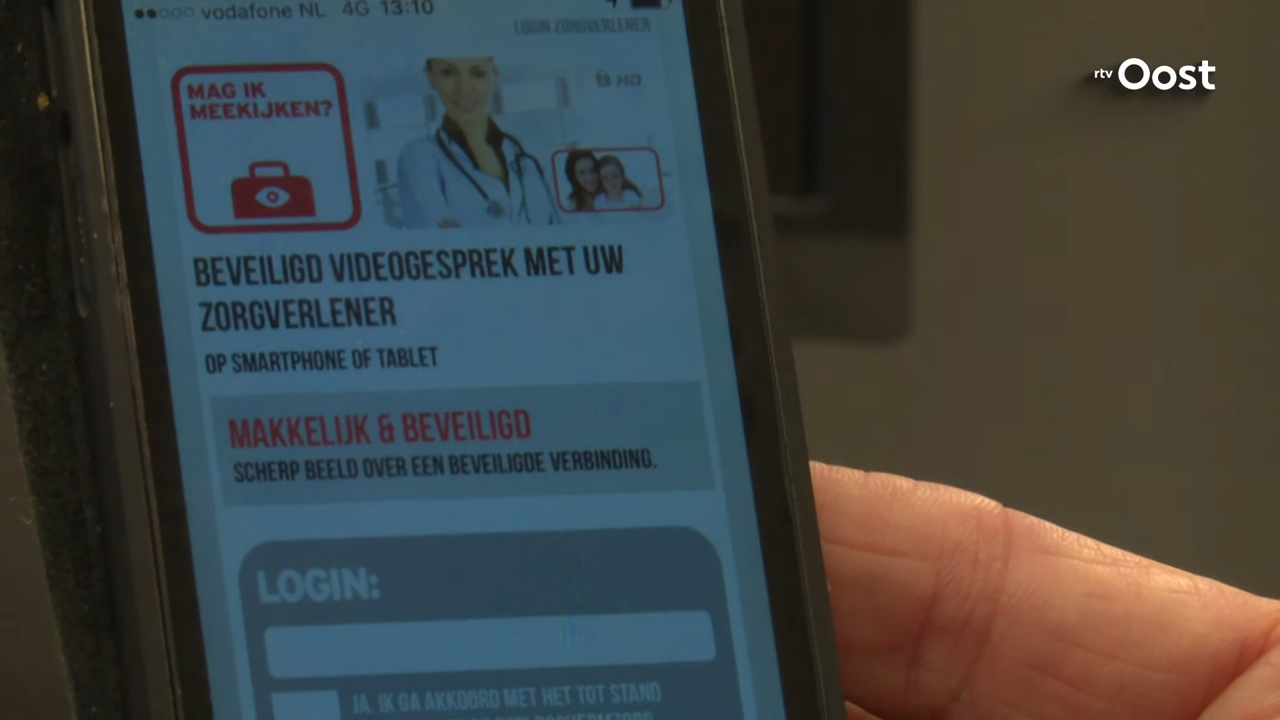 vodafone NL 4G 13:10
LOGIN ZORGVERLENER
rtv Oost
MAG IK
MEEKIJKEN?
HD
BEVEILIGD VIDEOGESPREK MET UW
ZORGVERLENER
OP SMARTPHONE OF TABLET
MAKKELIJK & BEVEILIGD
SCHERP BEELD OVER EEN BEVEILIGDE VERBINDING.
LOGIN:
JA, IK GA AKKOORD MET HET TOT STAND